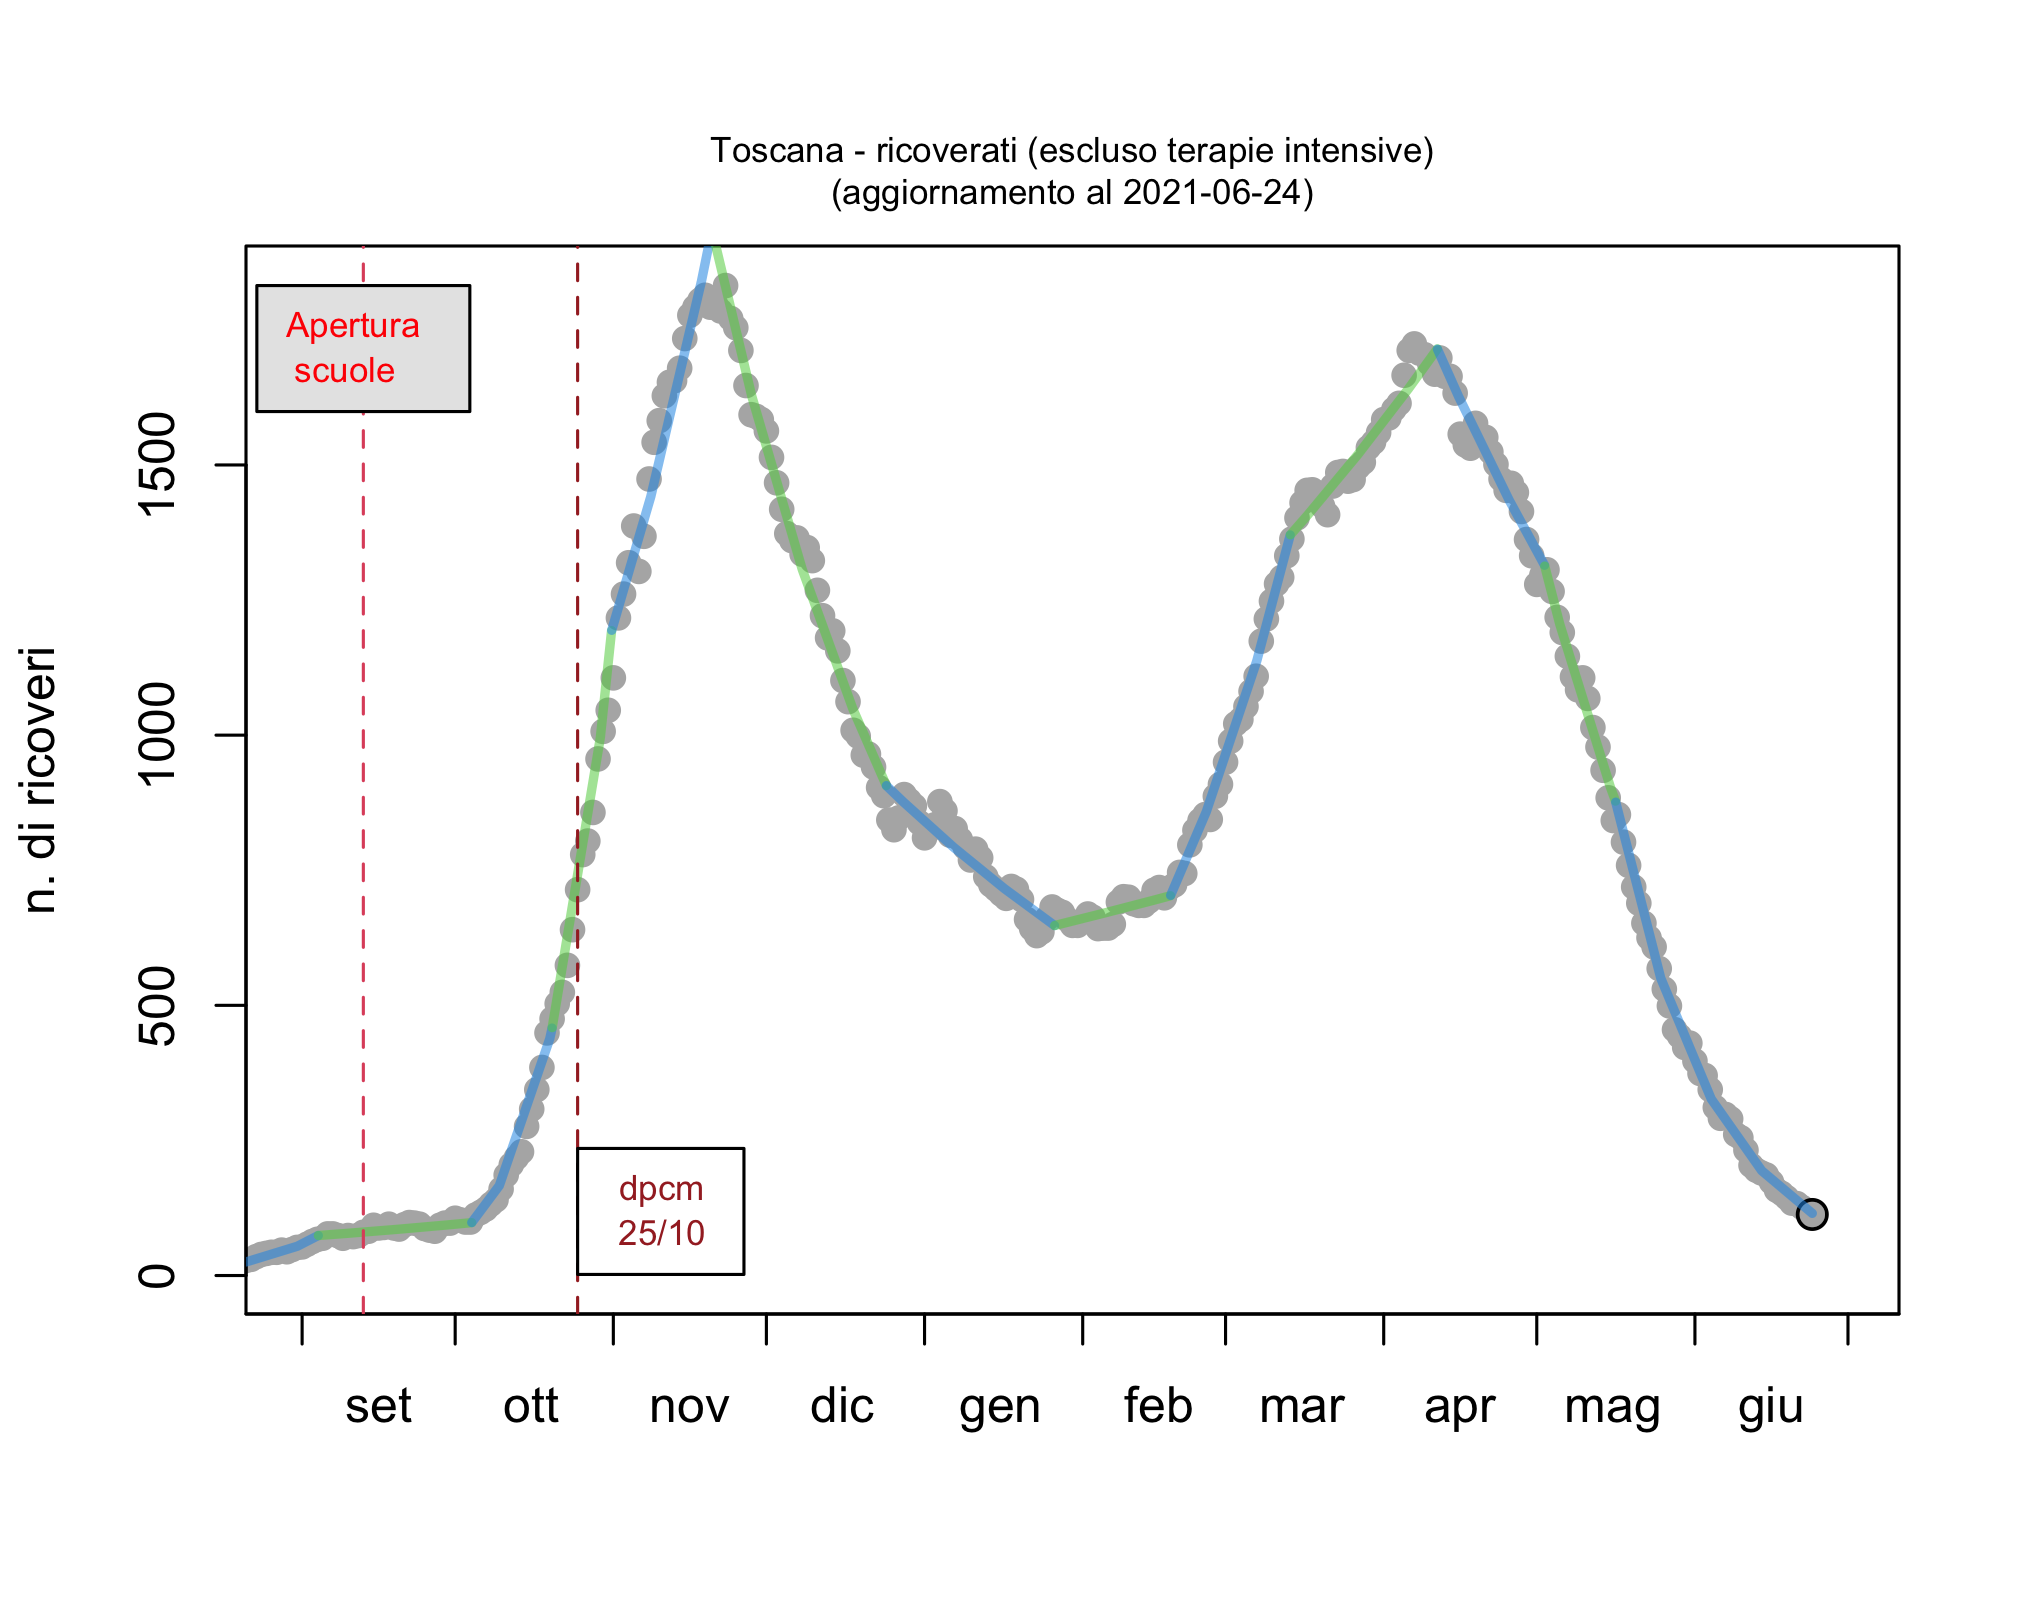 Toscana - ricoverati (escluso terapie intensive)
(aggiornamento al 2021-06-24)
Apertura
scuole
n. di ricoveri
1500
1000
500
0
dpcm
25/10
set ott nov dic gen feb mar apr mag giu